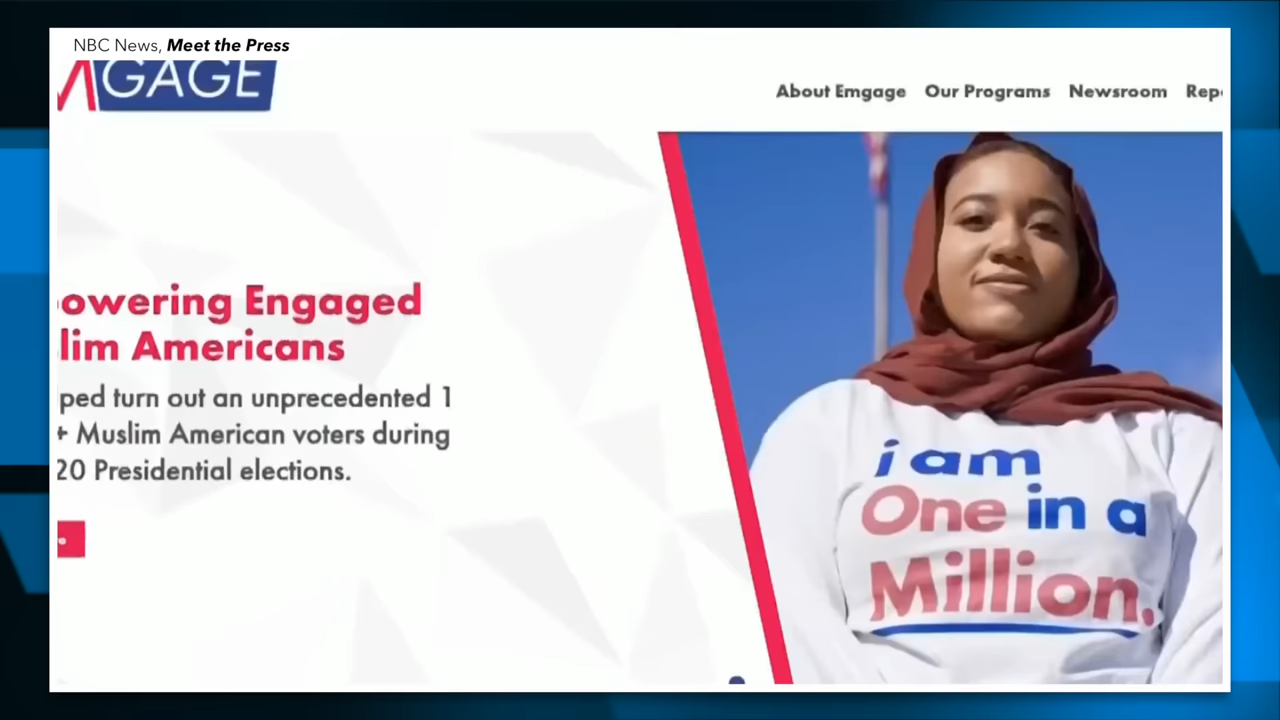 NBC News, Meet the Press
MGAGE
About Emgage Our Programs Newsroom Repo
owering Engaged
lim Americans
ped turn out an unprecedented 1
+ Muslim American voters during
20 Presidential elections.
i am
One in a
Million.